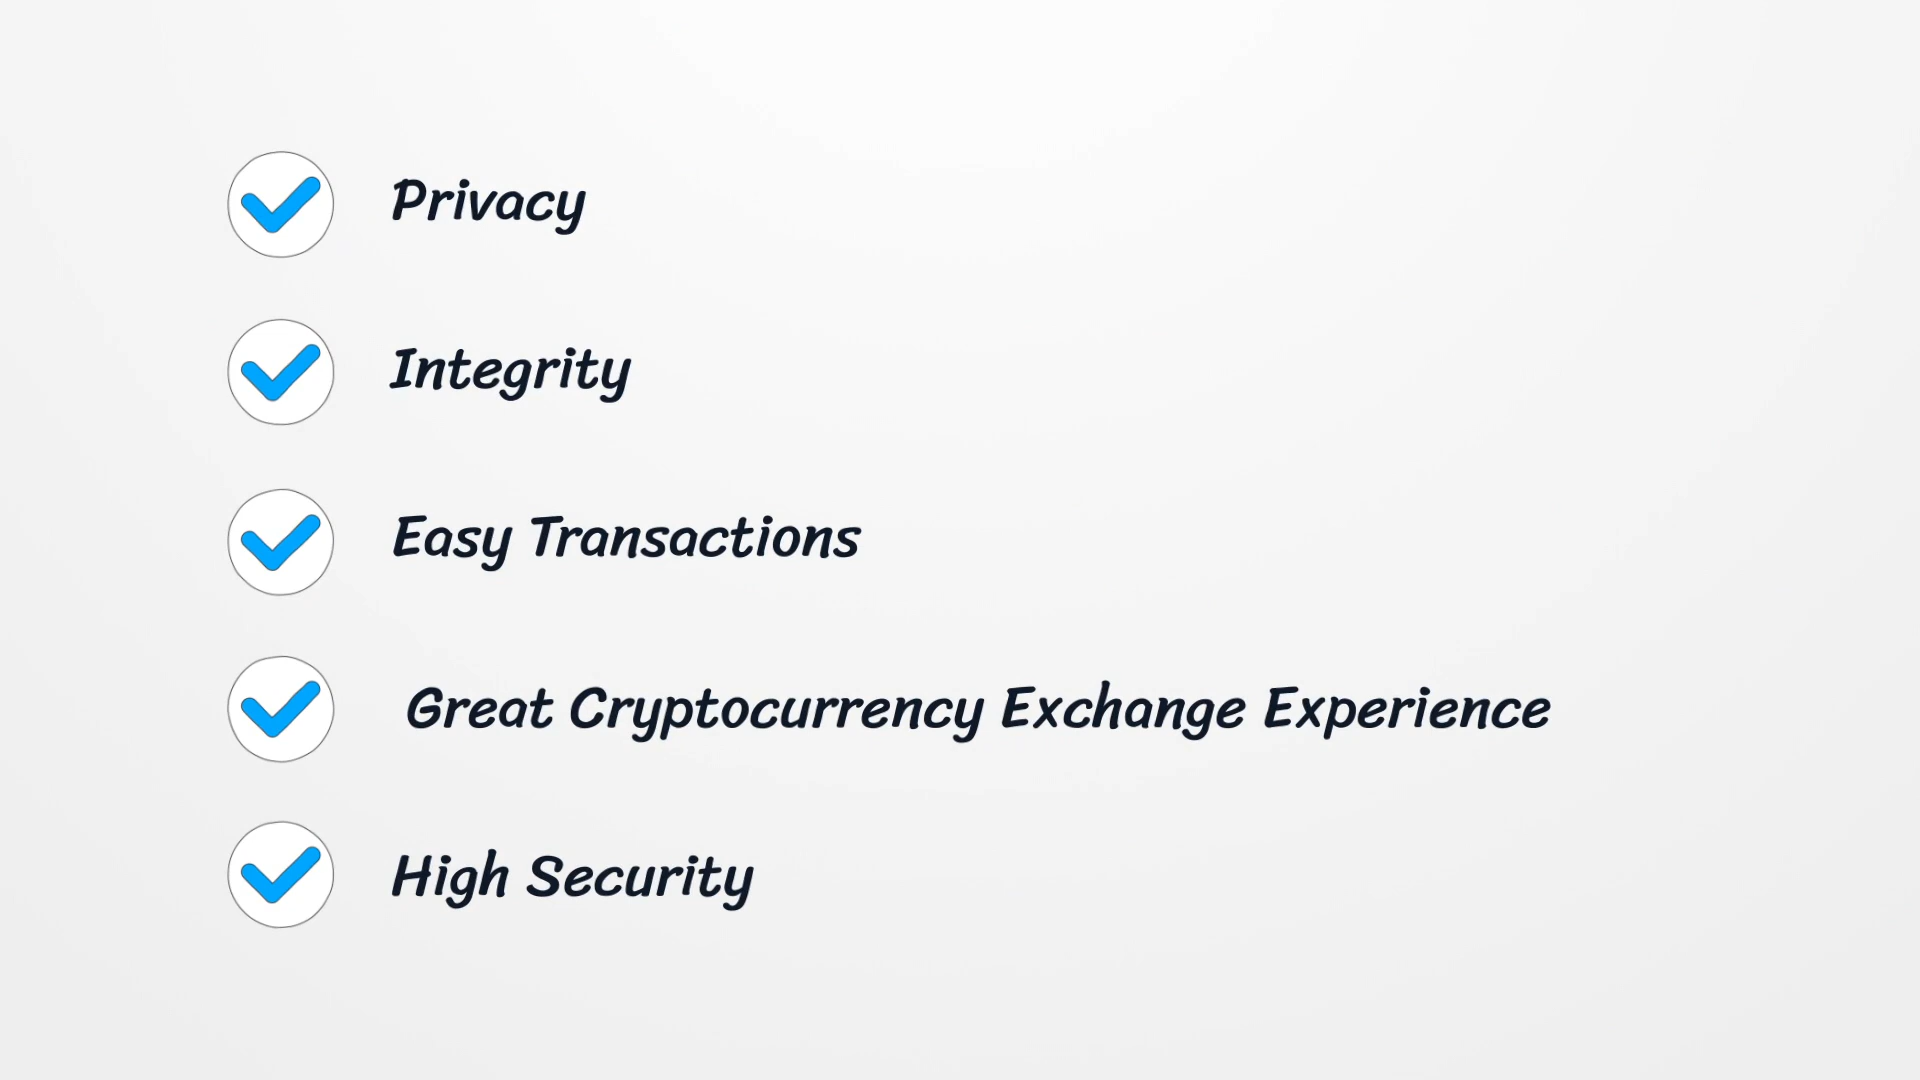 Privacy
Integrity
Easy Transactions
Great Cryptocurrency Exchange Experience
High Security